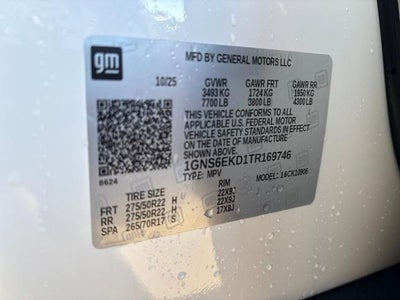 gm
MFD BY GENERAL MOTORS LLC
10/25 GVWR GAWR FRT GAWR RR
3493 KG 1724 KG 1950 KG
7700 LB 3800 LB 4300 LB
THIS VEHICLE CONFORMS TO ALL
APPLICABLE U.S. FEDERAL MOTOR
VEHICLE SAFETY STANDARDS IN EFFECT
ON THE DATE OF MANUFACTURE
SHOWN ABOVE.
1GNS6EKD1TR169746
8624 TYPE: MPV MODEL: 16CK10906
TIRE SIZE RIM
FRT 275/50R22 H 22X9J
RR 275/50R22 H 22X9J
SPA 265/70R17 S 17X8J